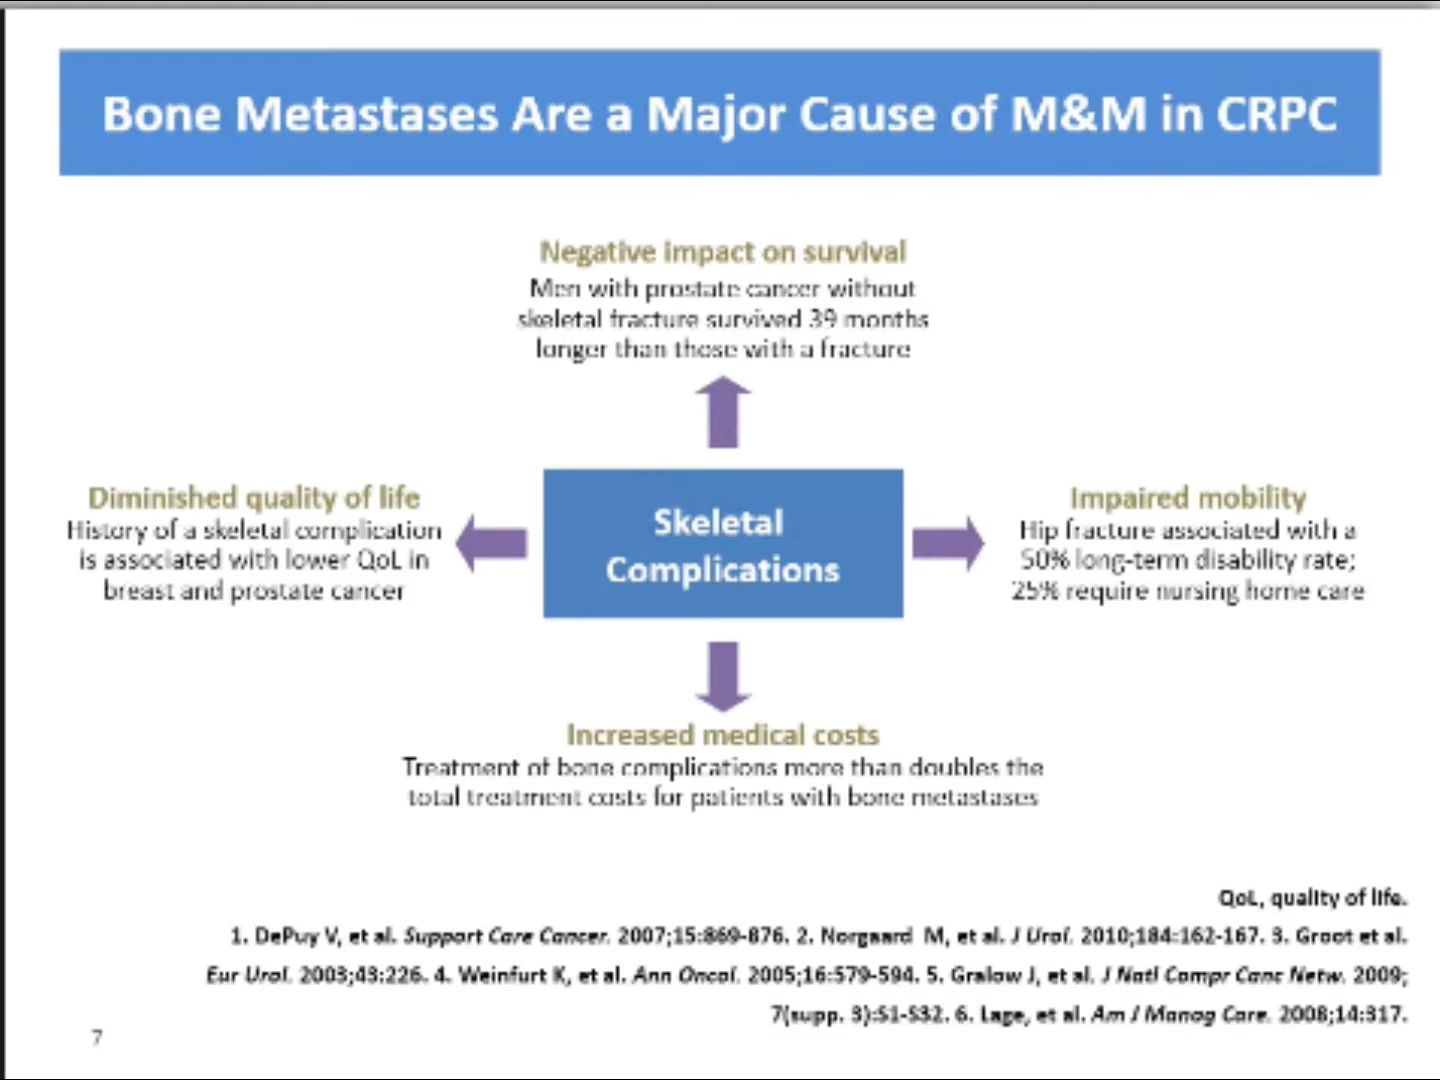 Bone Metastases Are a Major Cause of M&M in CRPC
Negative impact on survival
Men with prostate cancer without
skeletal fracture survived 39 months
longer than those with a fracture
Diminished quality of life
History of a skeletal complication
is associated with lower QoL in
breast and prostate cancer
Skeletal
Complications
Impaired mobility
Hip fracture associated with a
50% long-term disability rate;
25% require nursing home care
Increased medical costs
Treatment of bone complications more than doubles the
total treatment costs for patients with bone metastases
QoL, quality of life.
1. DePuy V, et al. Support Care Cancer. 2007;15:869-876. 2. Norgaard M, et al. J Urol. 2010;184:162-167. 3. Groot et al.
Eur Urol. 2003;43:226. 4. Weinfurt K, et al. Ann Oncol. 2005;16:579-594. 5. Gralow J, et al. J Natl Compr Canc Netw. 2009;
7(supp. 3):S1-S32. 6. Lage, et al. Am J Manag Care. 2008;14:317.
7